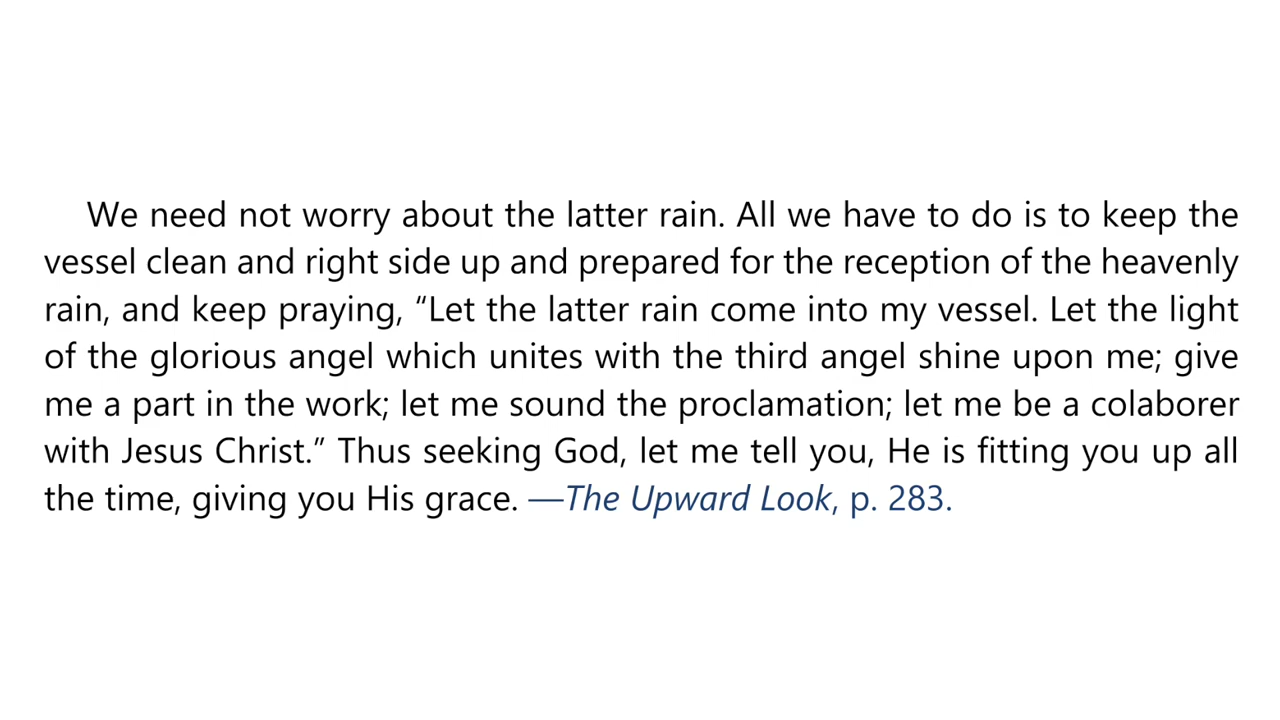 We need not worry about the latter rain. All we have to do is to keep the
vessel clean and right side up and prepared for the reception of the heavenly
rain, and keep praying, “Let the latter rain come into my vessel. Let the light
of the glorious angel which unites with the third angel shine upon me; give
me a part in the work; let me sound the proclamation; let me be a colaborer
with Jesus Christ.” Thus seeking God, let me tell you, He is fitting you up all
the time, giving you His grace. —The Upward Look, p. 283.